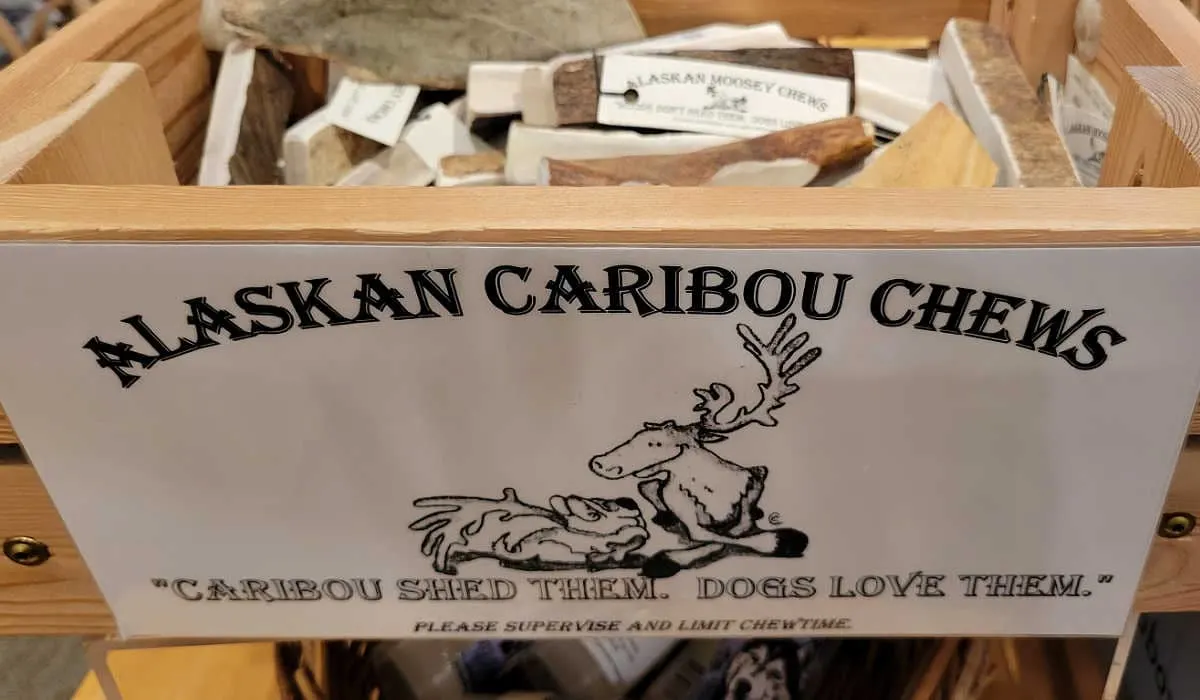 ALASKAN MOOSEY CHEWS
ALASKAN CARIBOU CHEWS
"CARIBOU SHED THEM. DOGS LOVE THEM."
PLEASE SUPERVISE AND LIMIT CHEWTIME.